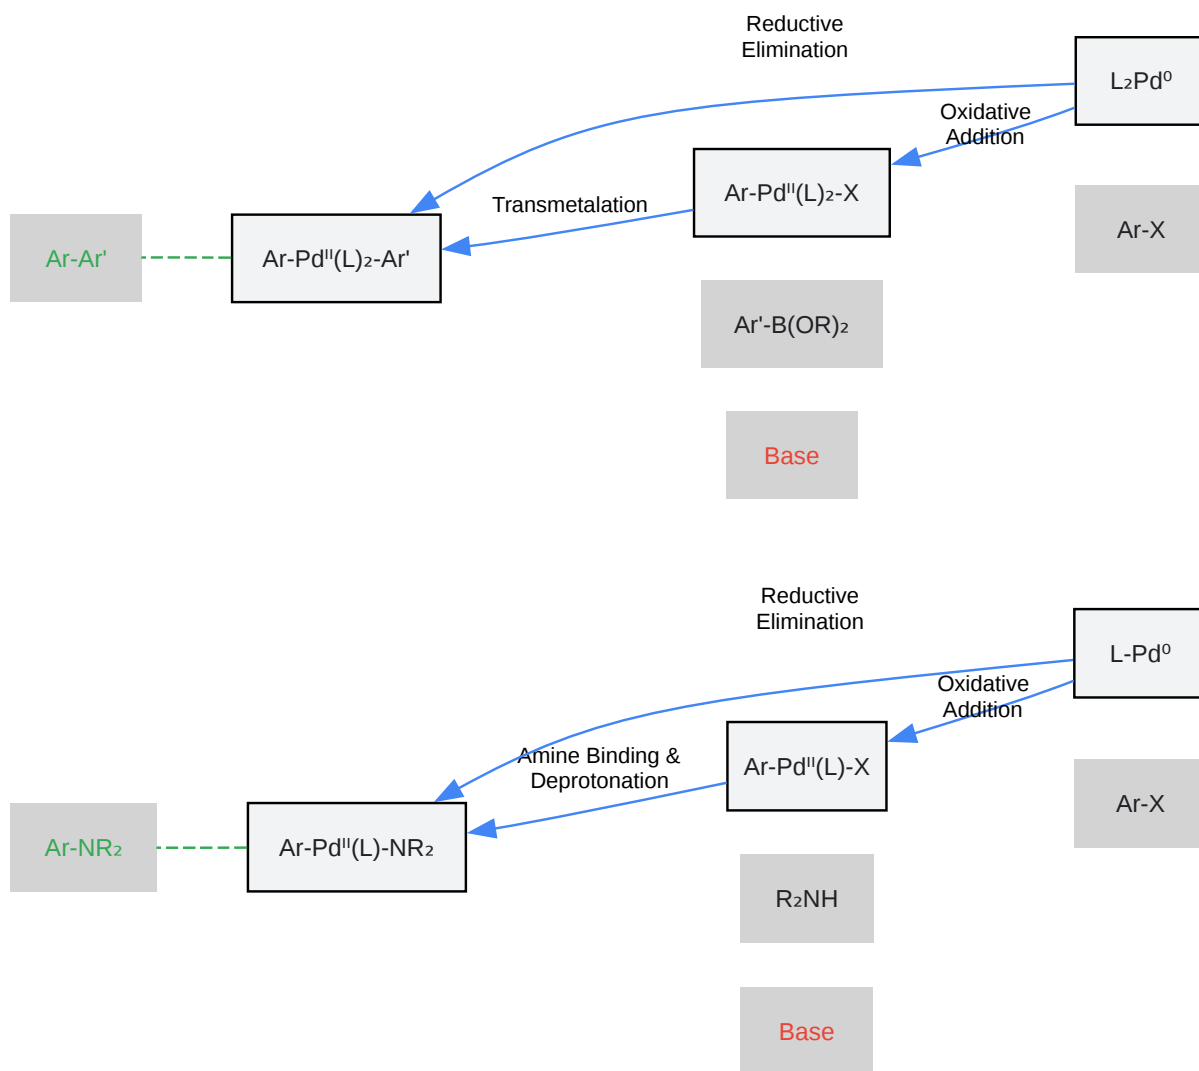 Reductive
Elimination
L₂Pd⁰
Oxidative
Addition
Ar-Pdᴵᴵ(L)₂-X
Transmetalation
Ar-X
Ar-Ar'
Ar-Pdᴵᴵ(L)₂-Ar'
Ar'-B(OR)₂
Base
Reductive
Elimination
L-Pd⁰
Oxidative
Addition
Amine Binding &
Deprotonation
Ar-Pdᴵᴵ(L)-X
Ar-X
Ar-NR₂
Ar-Pdᴵᴵ(L)-NR₂
R₂NH
Base